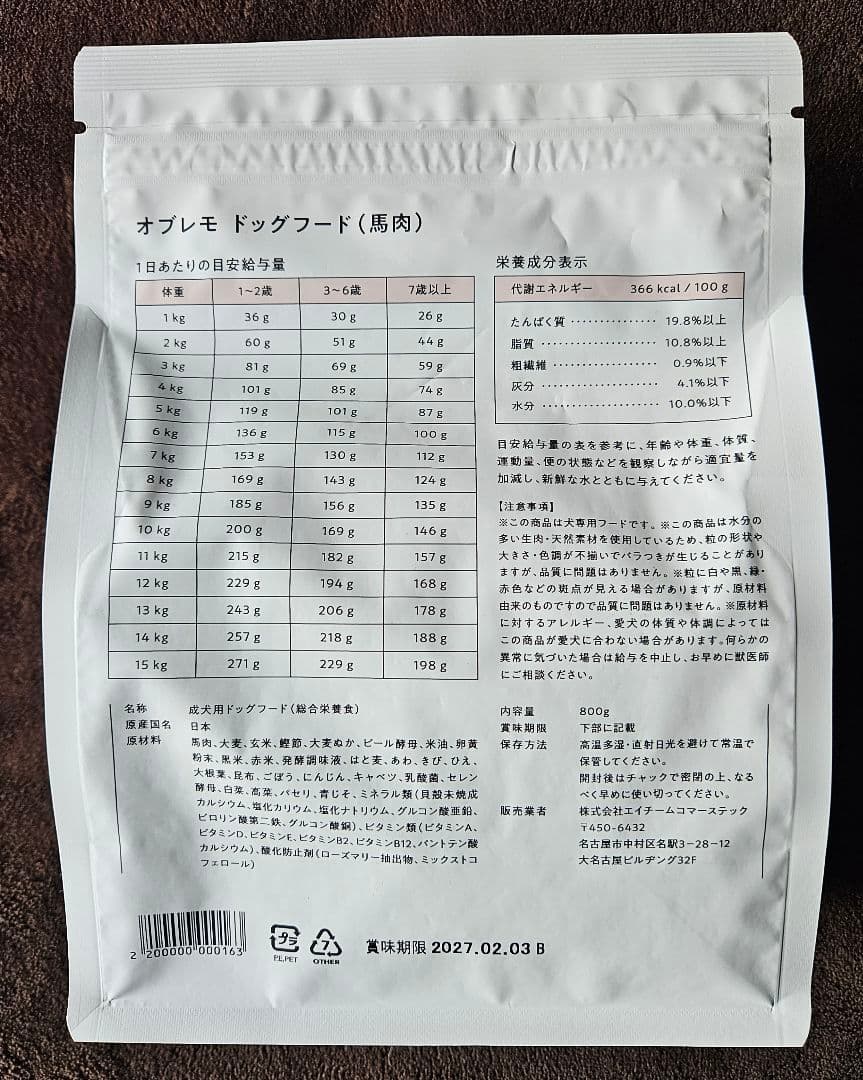 オブレモ ドッグフード(馬肉)
1日あたりの目安給与量
体重 1~2歳 3~6歳 7歳以上
1 kg 36 g 30 g 26 g
2 kg 60 g 51 g 44 g
3 kg 81 g 69 g 59 g
4 kg 101 g 85 g 74 g
5 kg 119 g 101 g 87 g
6 kg 136 g 115 g 100 g
7 kg 153 g 130 g 112 g
8 kg 169 g 143 g 124 g
9 kg 185 g 156 g 135 g
10 kg 200 g 169 g 146 g
11 kg 215 g 182 g 157 g
12 kg 229 g 194 g 168 g
13 kg 243 g 206 g 178 g
14 kg 257 g 218 g 188 g
15 kg 271 g 229 g 198 g
栄養成分表示
代謝エネルギー 366 kcal / 100 g
たんぱく質 ‥‥‥‥‥‥ 19.8%以上
脂質 ‥‥‥‥‥‥‥‥ 10.8%以上
粗繊維 ‥‥‥‥‥‥‥ 0.9%以下
灰分 ‥‥‥‥‥‥‥‥ 4.1%以下
水分 ‥‥‥‥‥‥‥‥ 10.0%以下
目安給与量の表を参考に、年齢や体重、体質、
運動量、便の状態などを観察しながら適宜量を
加減し、新鮮な水とともに与えてください。
【注意事項】
※この商品は犬専用フードです。※この商品は水分の
多い生肉・天然素材を使用しているため、粒の形状や
大きさ・色調が不揃いでバラつきが生じることがあり
ますが、品質に問題はありません。※粒に白や黒、緑・
赤色などの斑点が見える場合がありますが、原材料
由来のものですので品質に問題はありません。※原材料
に対するアレルギー、愛犬の体質や体調によっては
この商品が愛犬に合わない場合があります。何らかの
異常に気づいた場合は給与を中止し、お早めに獣医師
にご相談ください。
名称 成犬用ドッグフード(総合栄養食)
原産国名 日本
原材料 馬肉、大麦、玄米、鰹節、大麦ぬか、ビール酵母、米油、卵黄
粉末、黒米、赤米、発酵調味液、はと麦、あわ、きび、ひえ、
大根葉、昆布、ごぼう、にんじん、キャベツ、乳酸菌、セレン
酵母、白菜、高菜、パセリ、青じそ、ミネラル類(貝殻未焼成
カルシウム、塩化カリウム、塩化ナトリウム、グルコン酸亜鉛、
ピロリン酸第二鉄、グルコン酸銅)、ビタミン類(ビタミンA、
ビタミンD、ビタミンE、ビタミンB2、ビタミンB12、パントテン酸
カルシウム)、酸化防止剤(ローズマリー抽出物、ミックストコ
フェロール)
内容量 800g
賞味期限 下部に記載
保存方法 高温多湿・直射日光を避けて常温で
保管してください。
開封後はチャックで密閉の上、なる
べく早めに使い切ってください。
販売業者 株式会社エイチームコマーステック
〒450-6432
名古屋市中村区名駅3-28-12
大名古屋ビルヂング32F
2 200000 000163
プラ
P.E,PET
7
OTHER
賞味期限 2027.02.03 B